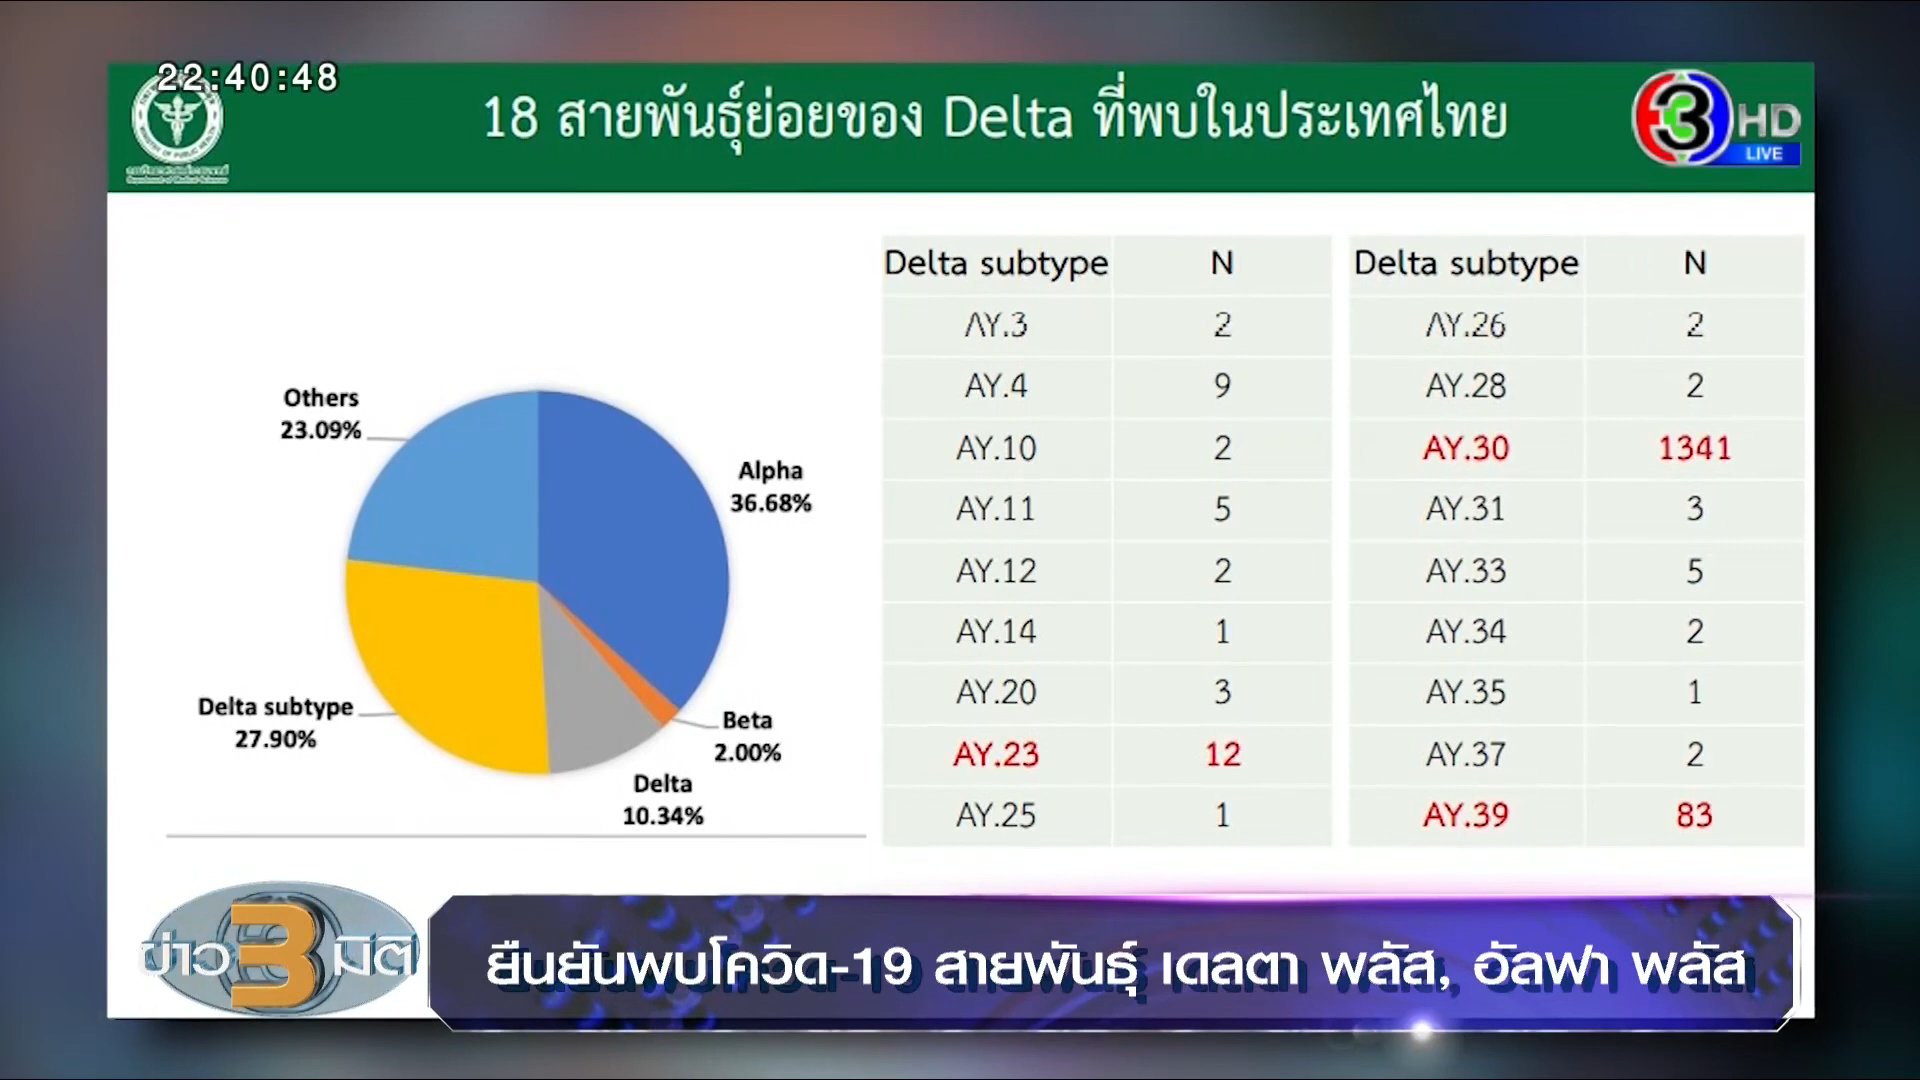 22:40:48
18 สายพันธุ์ย่อยของ Delta ที่พบในประเทศไทย
3 HD
LIVE
Others
23.09%
Alpha
36.68%
Delta subtype
27.90%
Beta
2.00%
Delta
10.34%
Delta subtype N
AY.3 2
AY.4 9
AY.10 2
AY.11 5
AY.12 2
AY.14 1
AY.20 3
AY.23 12
AY.25 1
Delta subtype N
AY.26 2
AY.28 2
AY.30 1341
AY.31 3
AY.33 5
AY.34 2
AY.35 1
AY.37 2
AY.39 83
ข่าว 3 มิติ
ยืนยันพบโควิด-19 สายพันธุ์ เดลตา พลัส, อัลฟา พลัส